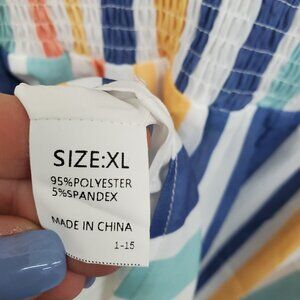 SIZE:XL
95%POLYESTER
5%SPANDEX
MADE IN CHINA
1-15